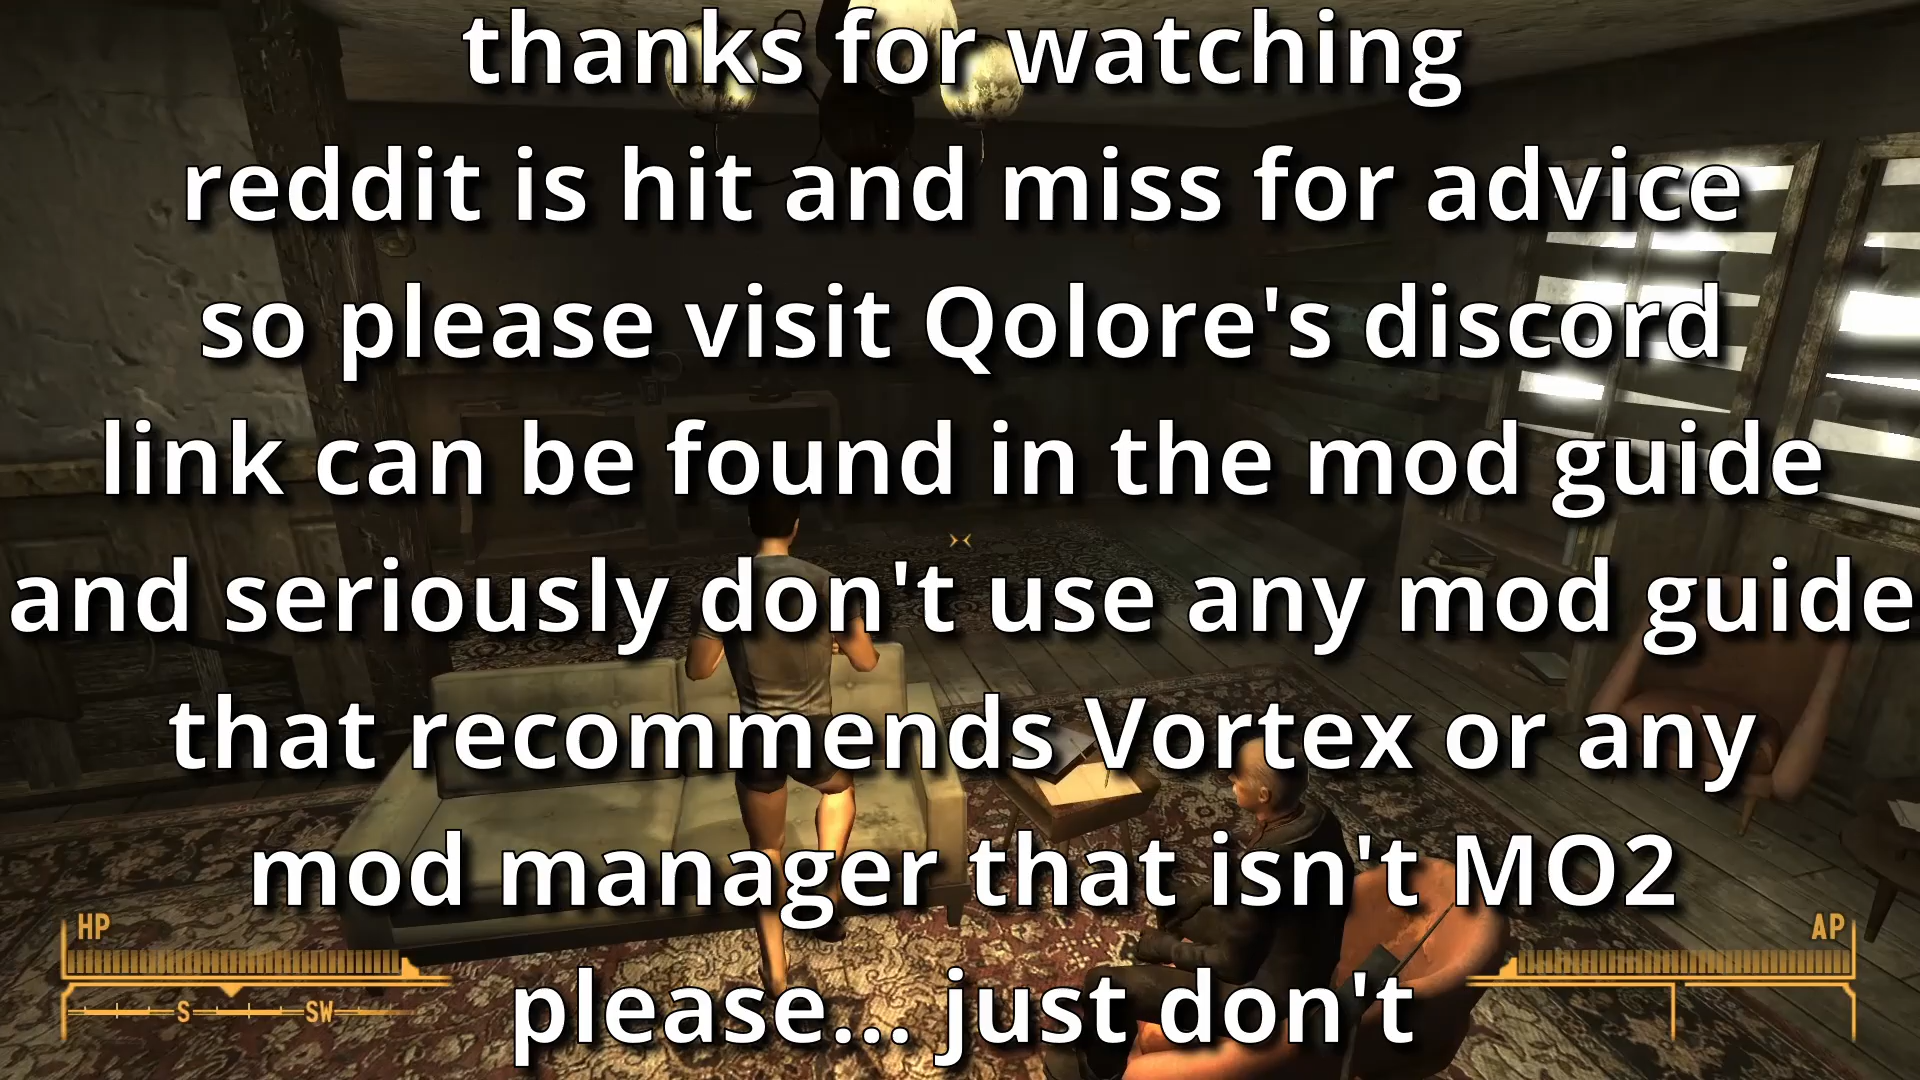 thanks for watching
reddit is hit and miss for advice
so please visit Qolore's discord
link can be found in the mod guide
and seriously don't use any mod guide
that recommends Vortex or any
mod manager that isn't MO2
please... just don't
HP
AP
S SW